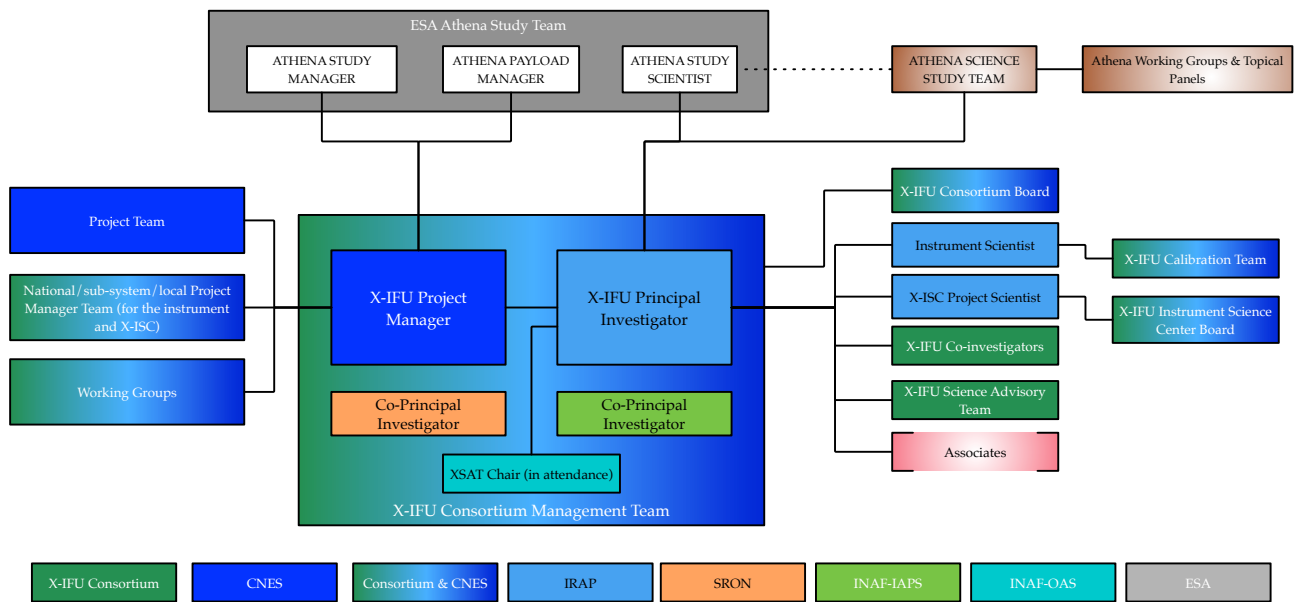 ESA Athena Study Team
ATHENA STUDY
MANAGER
ATHENA PAYLOAD
MANAGER
ATHENA STUDY
SCIENTIST
ATHENA SCIENCE
STUDY TEAM
Athena Working Groups & Topical
Panels
Project Team
National/sub-system/local Project
Manager Team (for the instrument
and X-ISC)
Working Groups
X-IFU Project
Manager
X-IFU Principal
Investigator
Co-Principal
Investigator
Co-Principal
Investigator
XSAT Chair (in attendance)
X-IFU Consortium Management Team
X-IFU Consortium Board
Instrument Scientist
X-IFU Calibration Team
X-ISC Project Scientist
X-IFU Instrument Science
Center Board
X-IFU Co-investigators
X-IFU Science Advisory
Team
Associates
X-IFU Consortium
CNES
Consortium & CNES
IRAP
SRON
INAF-IAPS
INAF-OAS
ESA